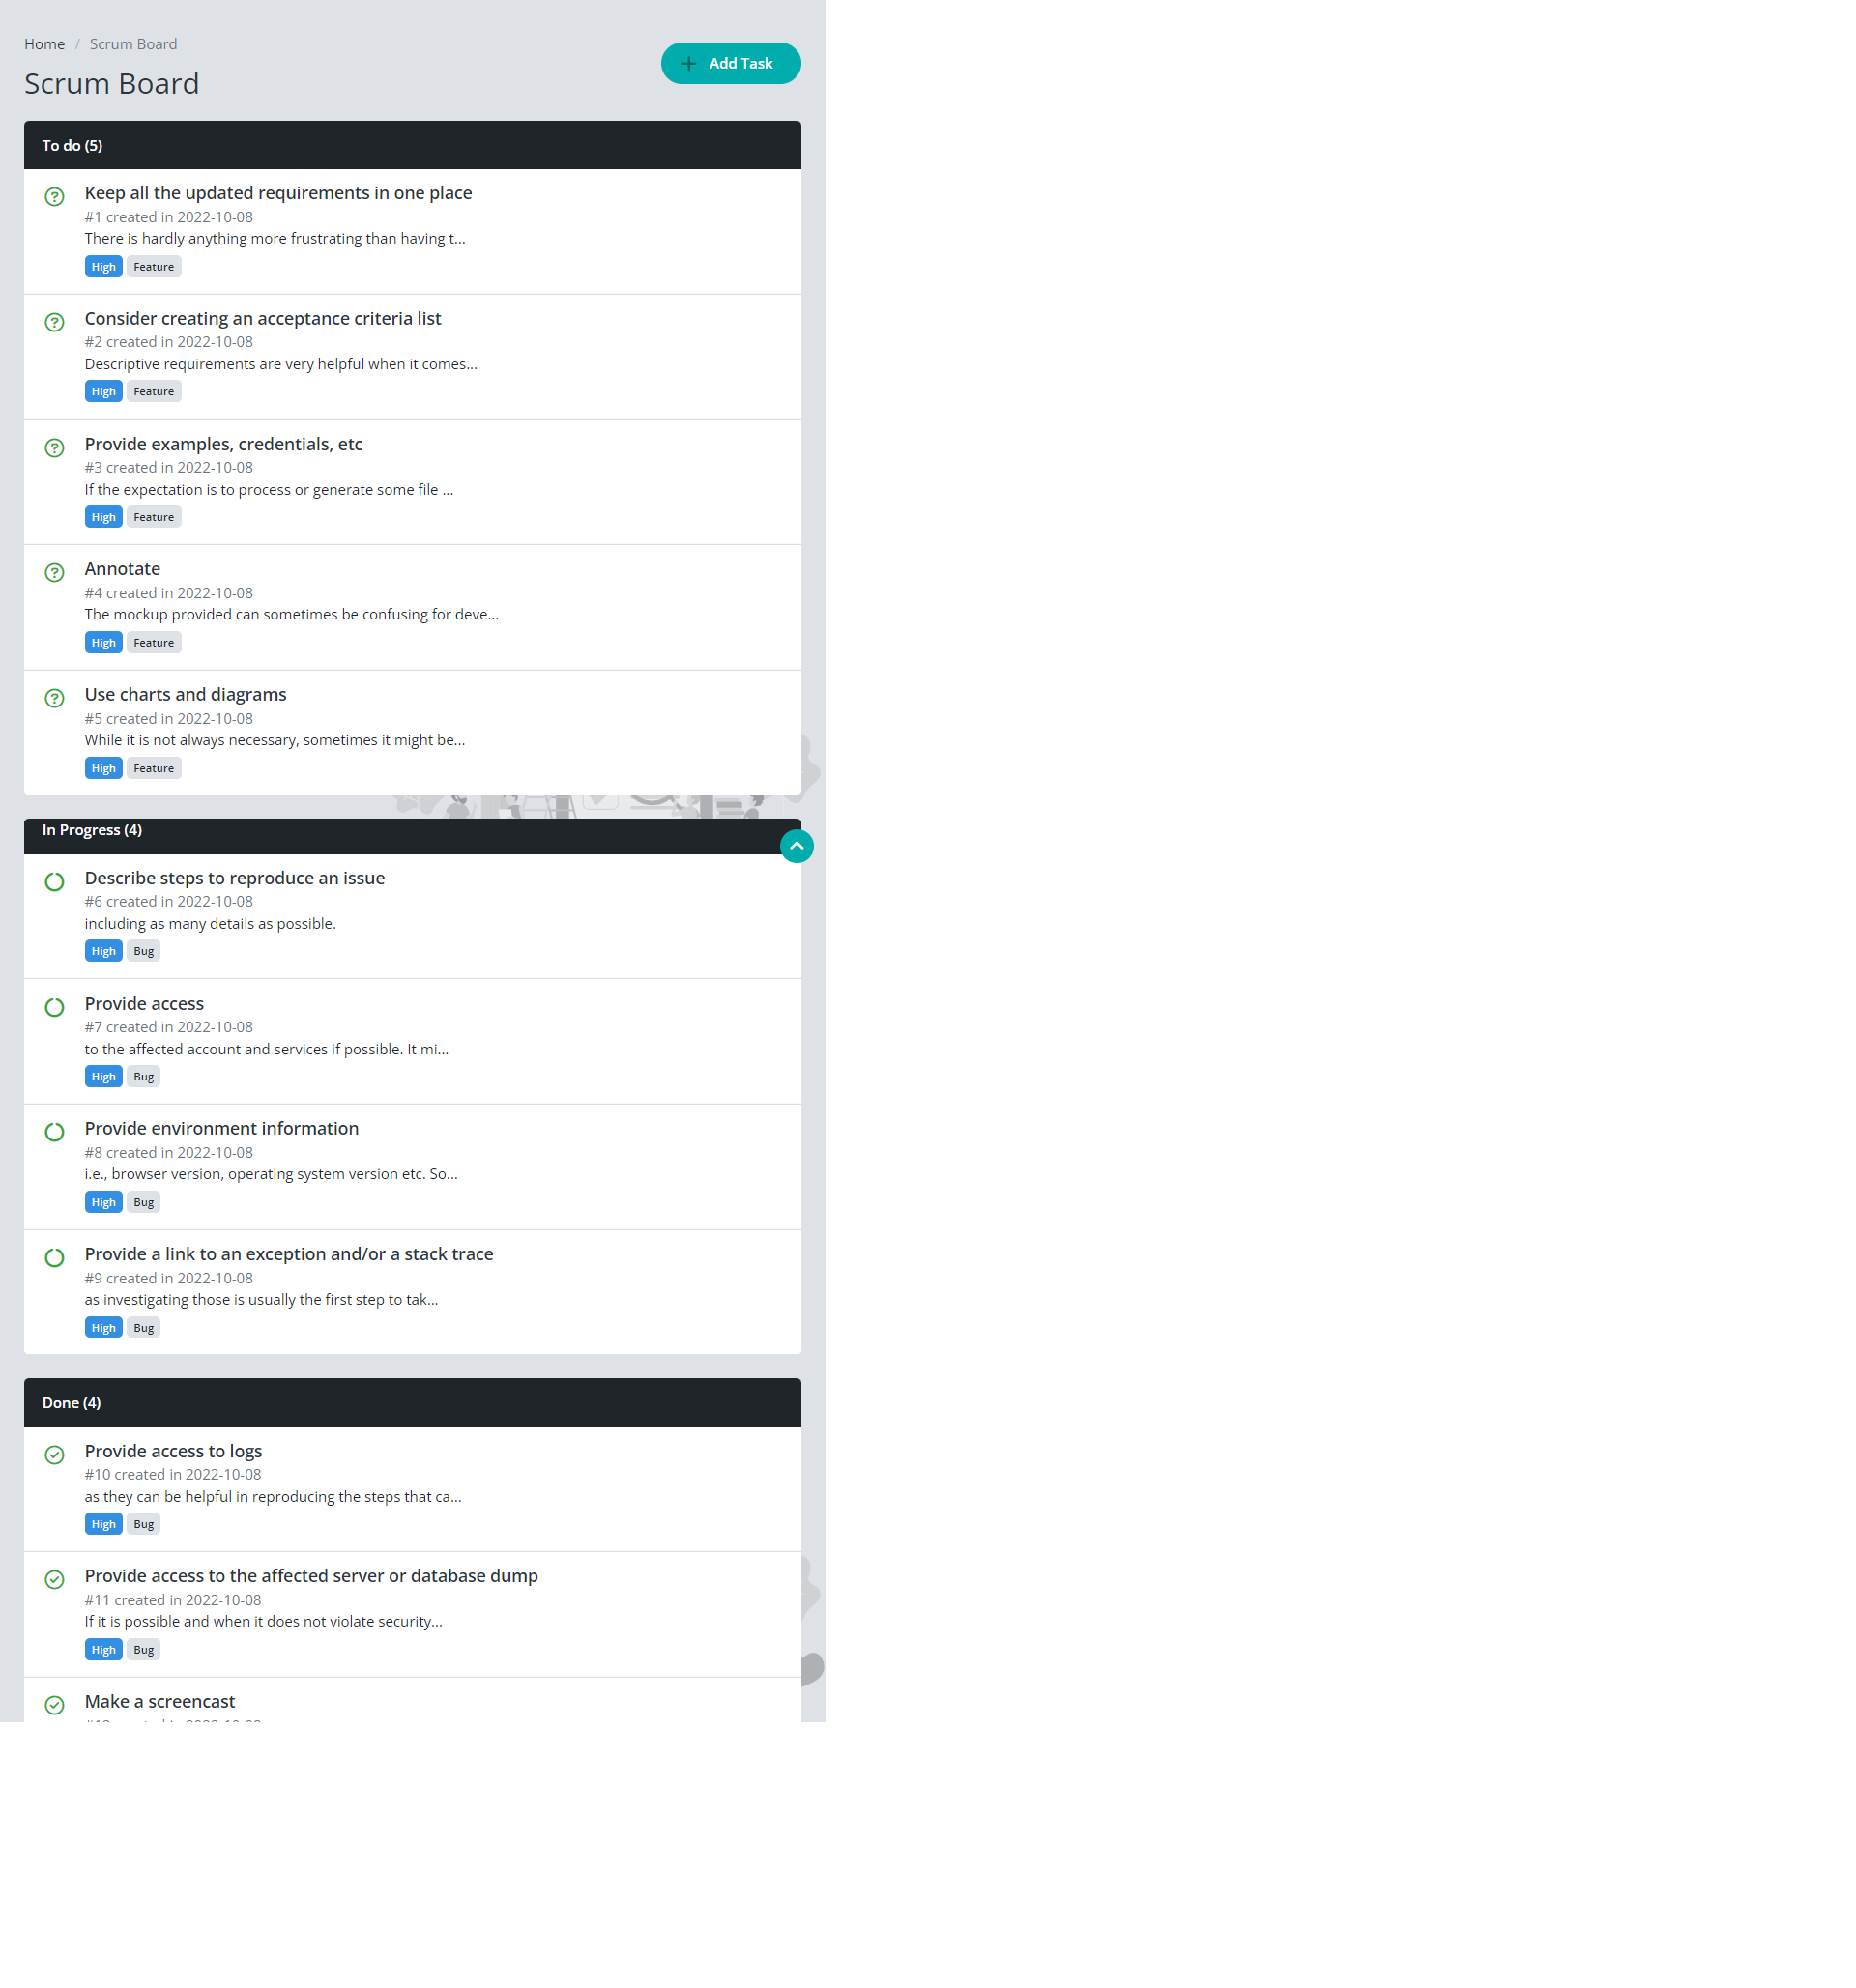 Home / Scrum Board
Add Task
Scrum Board
To do (5)
Keep all the updated requirements in one place
#1 created in 2022-10-08
There is hardly anything more frustrating than having t...
High Feature
Consider creating an acceptance criteria list
#2 created in 2022-10-08
Descriptive requirements are very helpful when it comes...
High Feature
Provide examples, credentials, etc
#3 created in 2022-10-08
If the expectation is to process or generate some file ...
High Feature
Annotate
#4 created in 2022-10-08
The mockup provided can sometimes be confusing for deve...
High Feature
Use charts and diagrams
#5 created in 2022-10-08
While it is not always necessary, sometimes it might be...
High Feature
In Progress (4)
Describe steps to reproduce an issue
#6 created in 2022-10-08
including as many details as possible.
High Bug
Provide access
#7 created in 2022-10-08
to the affected account and services if possible. It mi...
High Bug
Provide environment information
#8 created in 2022-10-08
i.e., browser version, operating system version etc. So...
High Bug
Provide a link to an exception and/or a stack trace
#9 created in 2022-10-08
as investigating those is usually the first step to tak...
High Bug
Done (4)
Provide access to logs
#10 created in 2022-10-08
as they can be helpful in reproducing the steps that ca...
High Bug
Provide access to the affected server or database dump
#11 created in 2022-10-08
If it is possible and when it does not violate security...
High Bug
Make a screencast